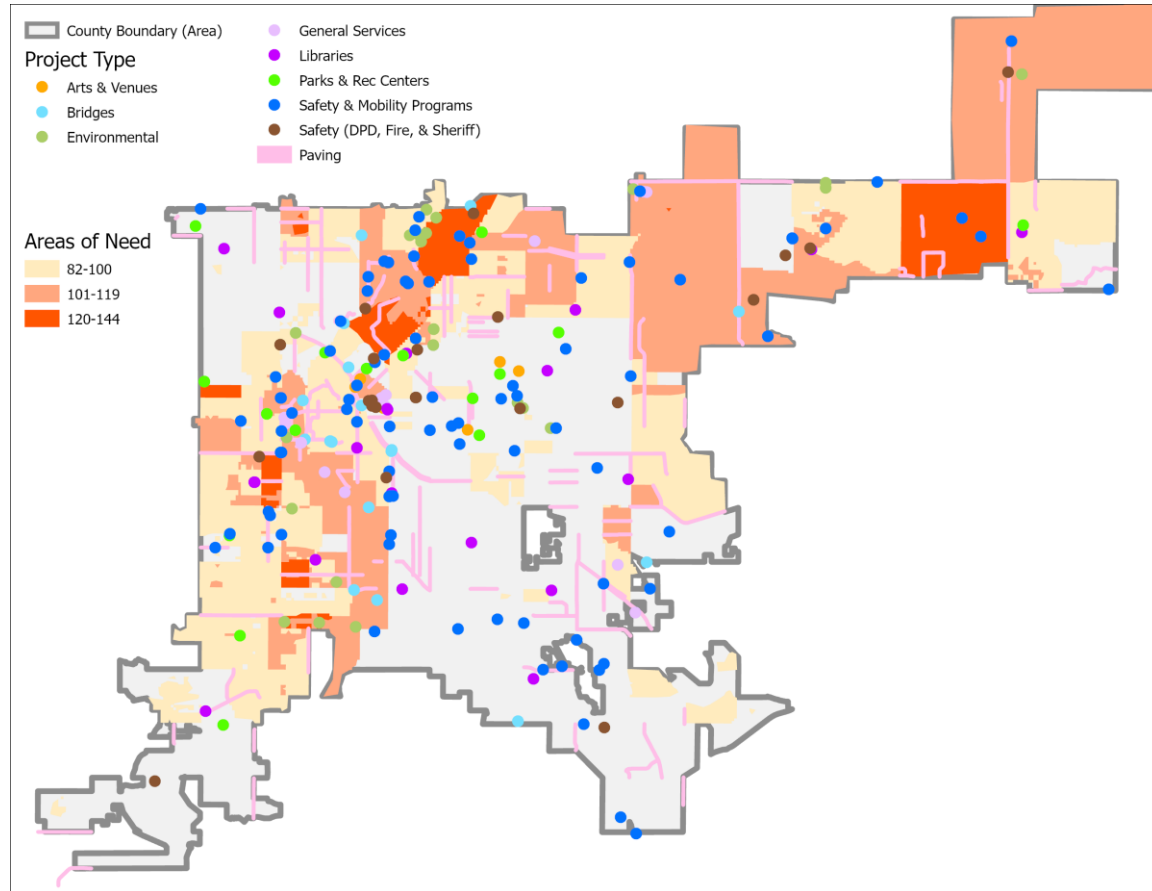 County Boundary (Area)
Project Type
Arts & Venues
Bridges
Environmental
General Services
Libraries
Parks & Rec Centers
Safety & Mobility Programs
Safety (DPD, Fire, & Sheriff)
Paving
Areas of Need
82-100
101-119
120-144